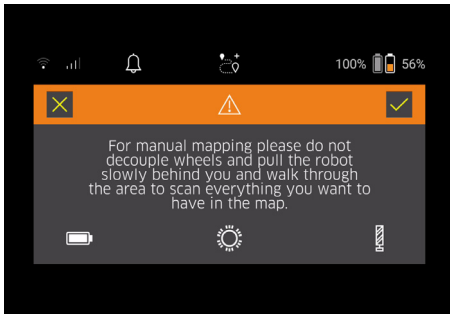 100% 56%
For manual mapping please do not
decouple wheels and pull the robot
slowly behind you and walk through
the area to scan everything you want to
have in the map.